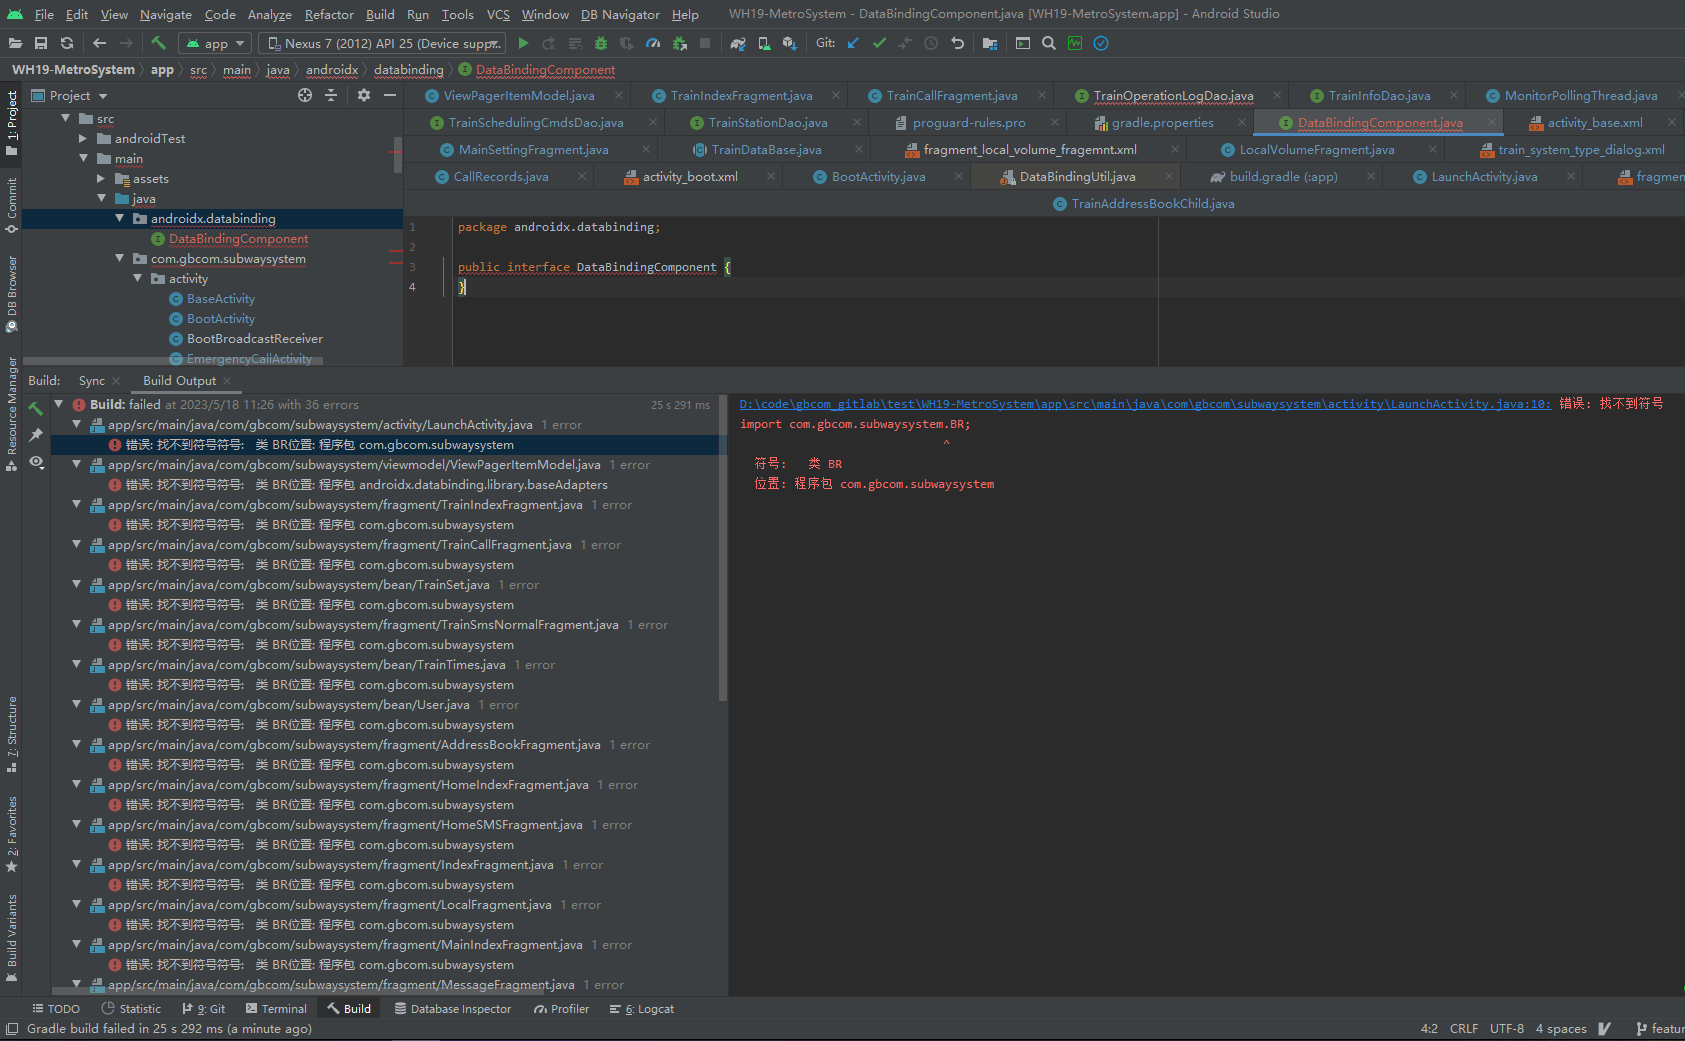 File Edit View Navigate Code Analyze Refactor Build Run Tools VCS Window DB Navigator Help WH19-MetroSystem - DataBindingComponent.java [WH19-MetroSystem.app] - Android Studio
app Nexus 7 (2012) API 25 (Device supp... Git:
WH19-MetroSystem app src main java androidx databinding DataBindingComponent
Project
ViewPagerItemModel.java TrainIndexFragment.java TrainCallFragment.java TrainOperationLogDao.java TrainInfoDao.java MonitorPollingThread.java
TrainSchedulingCmdsDao.java TrainStationDao.java proguard-rules.pro gradle.properties DataBindingComponent.java activity_base.xml
MainSettingFragment.java TrainDataBase.java fragment_local_volume_fragemnt.xml LocalVolumeFragment.java train_system_type_dialog.xml
CallRecords.java activity_boot.xml BootActivity.java DataBindingUtil.java build.gradle (:app) LaunchActivity.java fragmen
TrainAddressBookChild.java
1: Project
Commit
DB Browser
Resource Manager
7: Structure
2: Favorites
Build Variants
src
androidTest
main
assets
java
androidx.databinding
DataBindingComponent
com.gbcom.subwaysystem
activity
BaseActivity
BootActivity
BootBroadcastReceiver
EmergencyCallActivity
1 package androidx.databinding;
2
3 public interface DataBindingComponent {
4 }
Build: Sync Build Output
Build: failed at 2023/5/18 11:26 with 36 errors 25 s 291 ms
app/src/main/java/com/gbcom/subwaysystem/activity/LaunchActivity.java 1 error
错误: 找不到符号符号: 类 BR位置: 程序包 com.gbcom.subwaysystem
app/src/main/java/com/gbcom/subwaysystem/viewmodel/ViewPagerItemModel.java 1 error
错误: 找不到符号符号: 类 BR位置: 程序包 androidx.databinding.library.baseAdapters
app/src/main/java/com/gbcom/subwaysystem/fragment/TrainIndexFragment.java 1 error
错误: 找不到符号符号: 类 BR位置: 程序包 com.gbcom.subwaysystem
app/src/main/java/com/gbcom/subwaysystem/fragment/TrainCallFragment.java 1 error
错误: 找不到符号符号: 类 BR位置: 程序包 com.gbcom.subwaysystem
app/src/main/java/com/gbcom/subwaysystem/bean/TrainSet.java 1 error
错误: 找不到符号符号: 类 BR位置: 程序包 com.gbcom.subwaysystem
app/src/main/java/com/gbcom/subwaysystem/fragment/TrainSmsNormalFragment.java 1 error
错误: 找不到符号符号: 类 BR位置: 程序包 com.gbcom.subwaysystem
app/src/main/java/com/gbcom/subwaysystem/bean/TrainTimes.java 1 error
错误: 找不到符号符号: 类 BR位置: 程序包 com.gbcom.subwaysystem
app/src/main/java/com/gbcom/subwaysystem/bean/User.java 1 error
错误: 找不到符号符号: 类 BR位置: 程序包 com.gbcom.subwaysystem
app/src/main/java/com/gbcom/subwaysystem/fragment/AddressBookFragment.java 1 error
错误: 找不到符号符号: 类 BR位置: 程序包 com.gbcom.subwaysystem
app/src/main/java/com/gbcom/subwaysystem/fragment/HomeIndexFragment.java 1 error
错误: 找不到符号符号: 类 BR位置: 程序包 com.gbcom.subwaysystem
app/src/main/java/com/gbcom/subwaysystem/fragment/HomeSMSFragment.java 1 error
错误: 找不到符号符号: 类 BR位置: 程序包 com.gbcom.subwaysystem
app/src/main/java/com/gbcom/subwaysystem/fragment/IndexFragment.java 1 error
错误: 找不到符号符号: 类 BR位置: 程序包 com.gbcom.subwaysystem
app/src/main/java/com/gbcom/subwaysystem/fragment/LocalFragment.java 1 error
错误: 找不到符号符号: 类 BR位置: 程序包 com.gbcom.subwaysystem
app/src/main/java/com/gbcom/subwaysystem/fragment/MainIndexFragment.java 1 error
错误: 找不到符号符号: 类 BR位置: 程序包 com.gbcom.subwaysystem
app/src/main/java/com/gbcom/subwaysystem/fragment/MessageFragment.java 1 error
D:\code\gbcom_gitlab\test\WH19-MetroSystem\app\src\main\java\com\gbcom\subwaysystem\activity\LaunchActivity.java:10: 错误: 找不到符号
import com.gbcom.subwaysystem.BR;
^
符号: 类 BR
位置: 程序包 com.gbcom.subwaysystem
TODO Statistic 9: Git Terminal Build Database Inspector Profiler 6: Logcat
Gradle build failed in 25 s 292 ms (a minute ago) 4:2 CRLF UTF-8 4 spaces featur